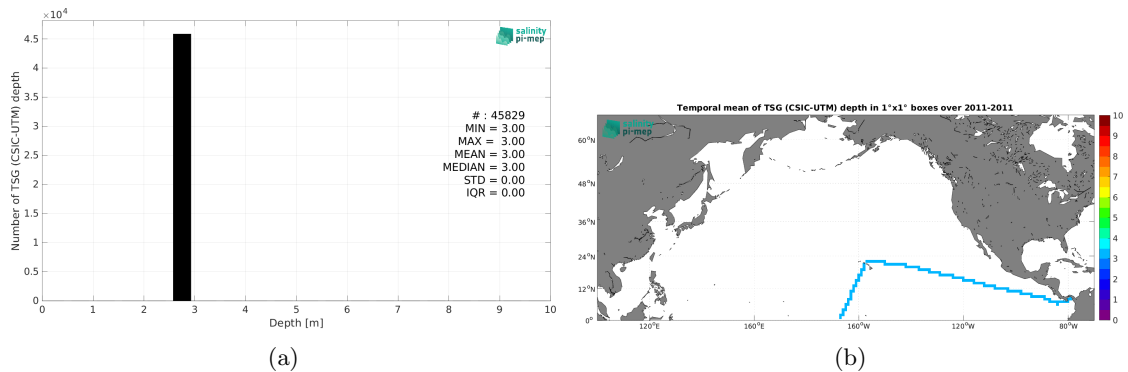 ×10⁴
4.5
4
3.5
3
2.5
2
1.5
1
0.5
0
Number of TSG (CSIC-UTM) depth
0 1 2 3 4 5 6 7 8 9 10
Depth [m]
salinity
pi-mep
# : 45829
MIN = 3.00
MAX = 3.00
MEAN = 3.00
MEDIAN = 3.00
STD = 0.00
IQR = 0.00
(a)
Temporal mean of TSG (CSIC-UTM) depth in 1°x1° boxes over 2011-2011
salinity
pi-mep
60°N
48°N
36°N
24°N
12°N
0°
120°E 160°E 160°W 120°W 80°W
10
9
8
7
6
5
4
3
2
1
0
(b)